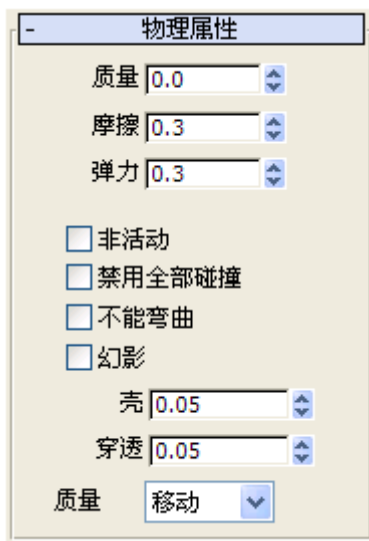 - 物理属性
质量 0.0
摩擦 0.3
弹力 0.3
非活动
禁用全部碰撞
不能弯曲
幻影
壳 0.05
穿透 0.05
质量 移动